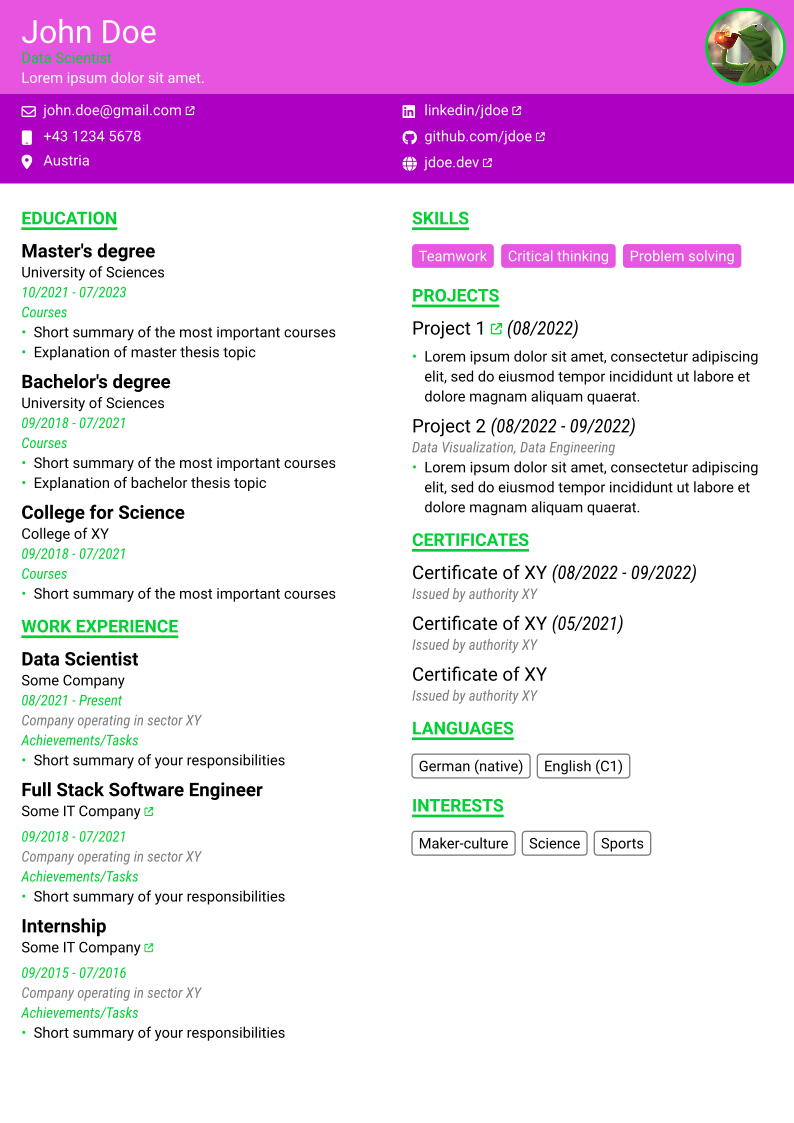 John Doe
Data Scientist
Lorem ipsum dolor sit amet.
john.doe@gmail.com
+43 1234 5678
Austria
linkedin/jdoe
github.com/jdoe
jdoe.dev
EDUCATION
Master's degree
University of Sciences
10/2021 - 07/2023
Courses
• Short summary of the most important courses
• Explanation of master thesis topic
Bachelor's degree
University of Sciences
09/2018 - 07/2021
Courses
• Short summary of the most important courses
• Explanation of bachelor thesis topic
College for Science
College of XY
09/2018 - 07/2021
Courses
• Short summary of the most important courses
WORK EXPERIENCE
Data Scientist
Some Company
08/2021 - Present
Company operating in sector XY
Achievements/Tasks
• Short summary of your responsibilities
Full Stack Software Engineer
Some IT Company
09/2018 - 07/2021
Company operating in sector XY
Achievements/Tasks
• Short summary of your responsibilities
Internship
Some IT Company
09/2015 - 07/2016
Company operating in sector XY
Achievements/Tasks
• Short summary of your responsibilities
SKILLS
Teamwork Critical thinking Problem solving
PROJECTS
Project 1 (08/2022)
• Lorem ipsum dolor sit amet, consectetur adipiscing
elit, sed do eiusmod tempor incididunt ut labore et
dolore magnam aliquam quaerat.
Project 2 (08/2022 - 09/2022)
Data Visualization, Data Engineering
• Lorem ipsum dolor sit amet, consectetur adipiscing
elit, sed do eiusmod tempor incididunt ut labore et
dolore magnam aliquam quaerat.
CERTIFICATES
Certificate of XY (08/2022 - 09/2022)
Issued by authority XY
Certificate of XY (05/2021)
Issued by authority XY
Certificate of XY
Issued by authority XY
LANGUAGES
German (native) English (C1)
INTERESTS
Maker-culture Science Sports